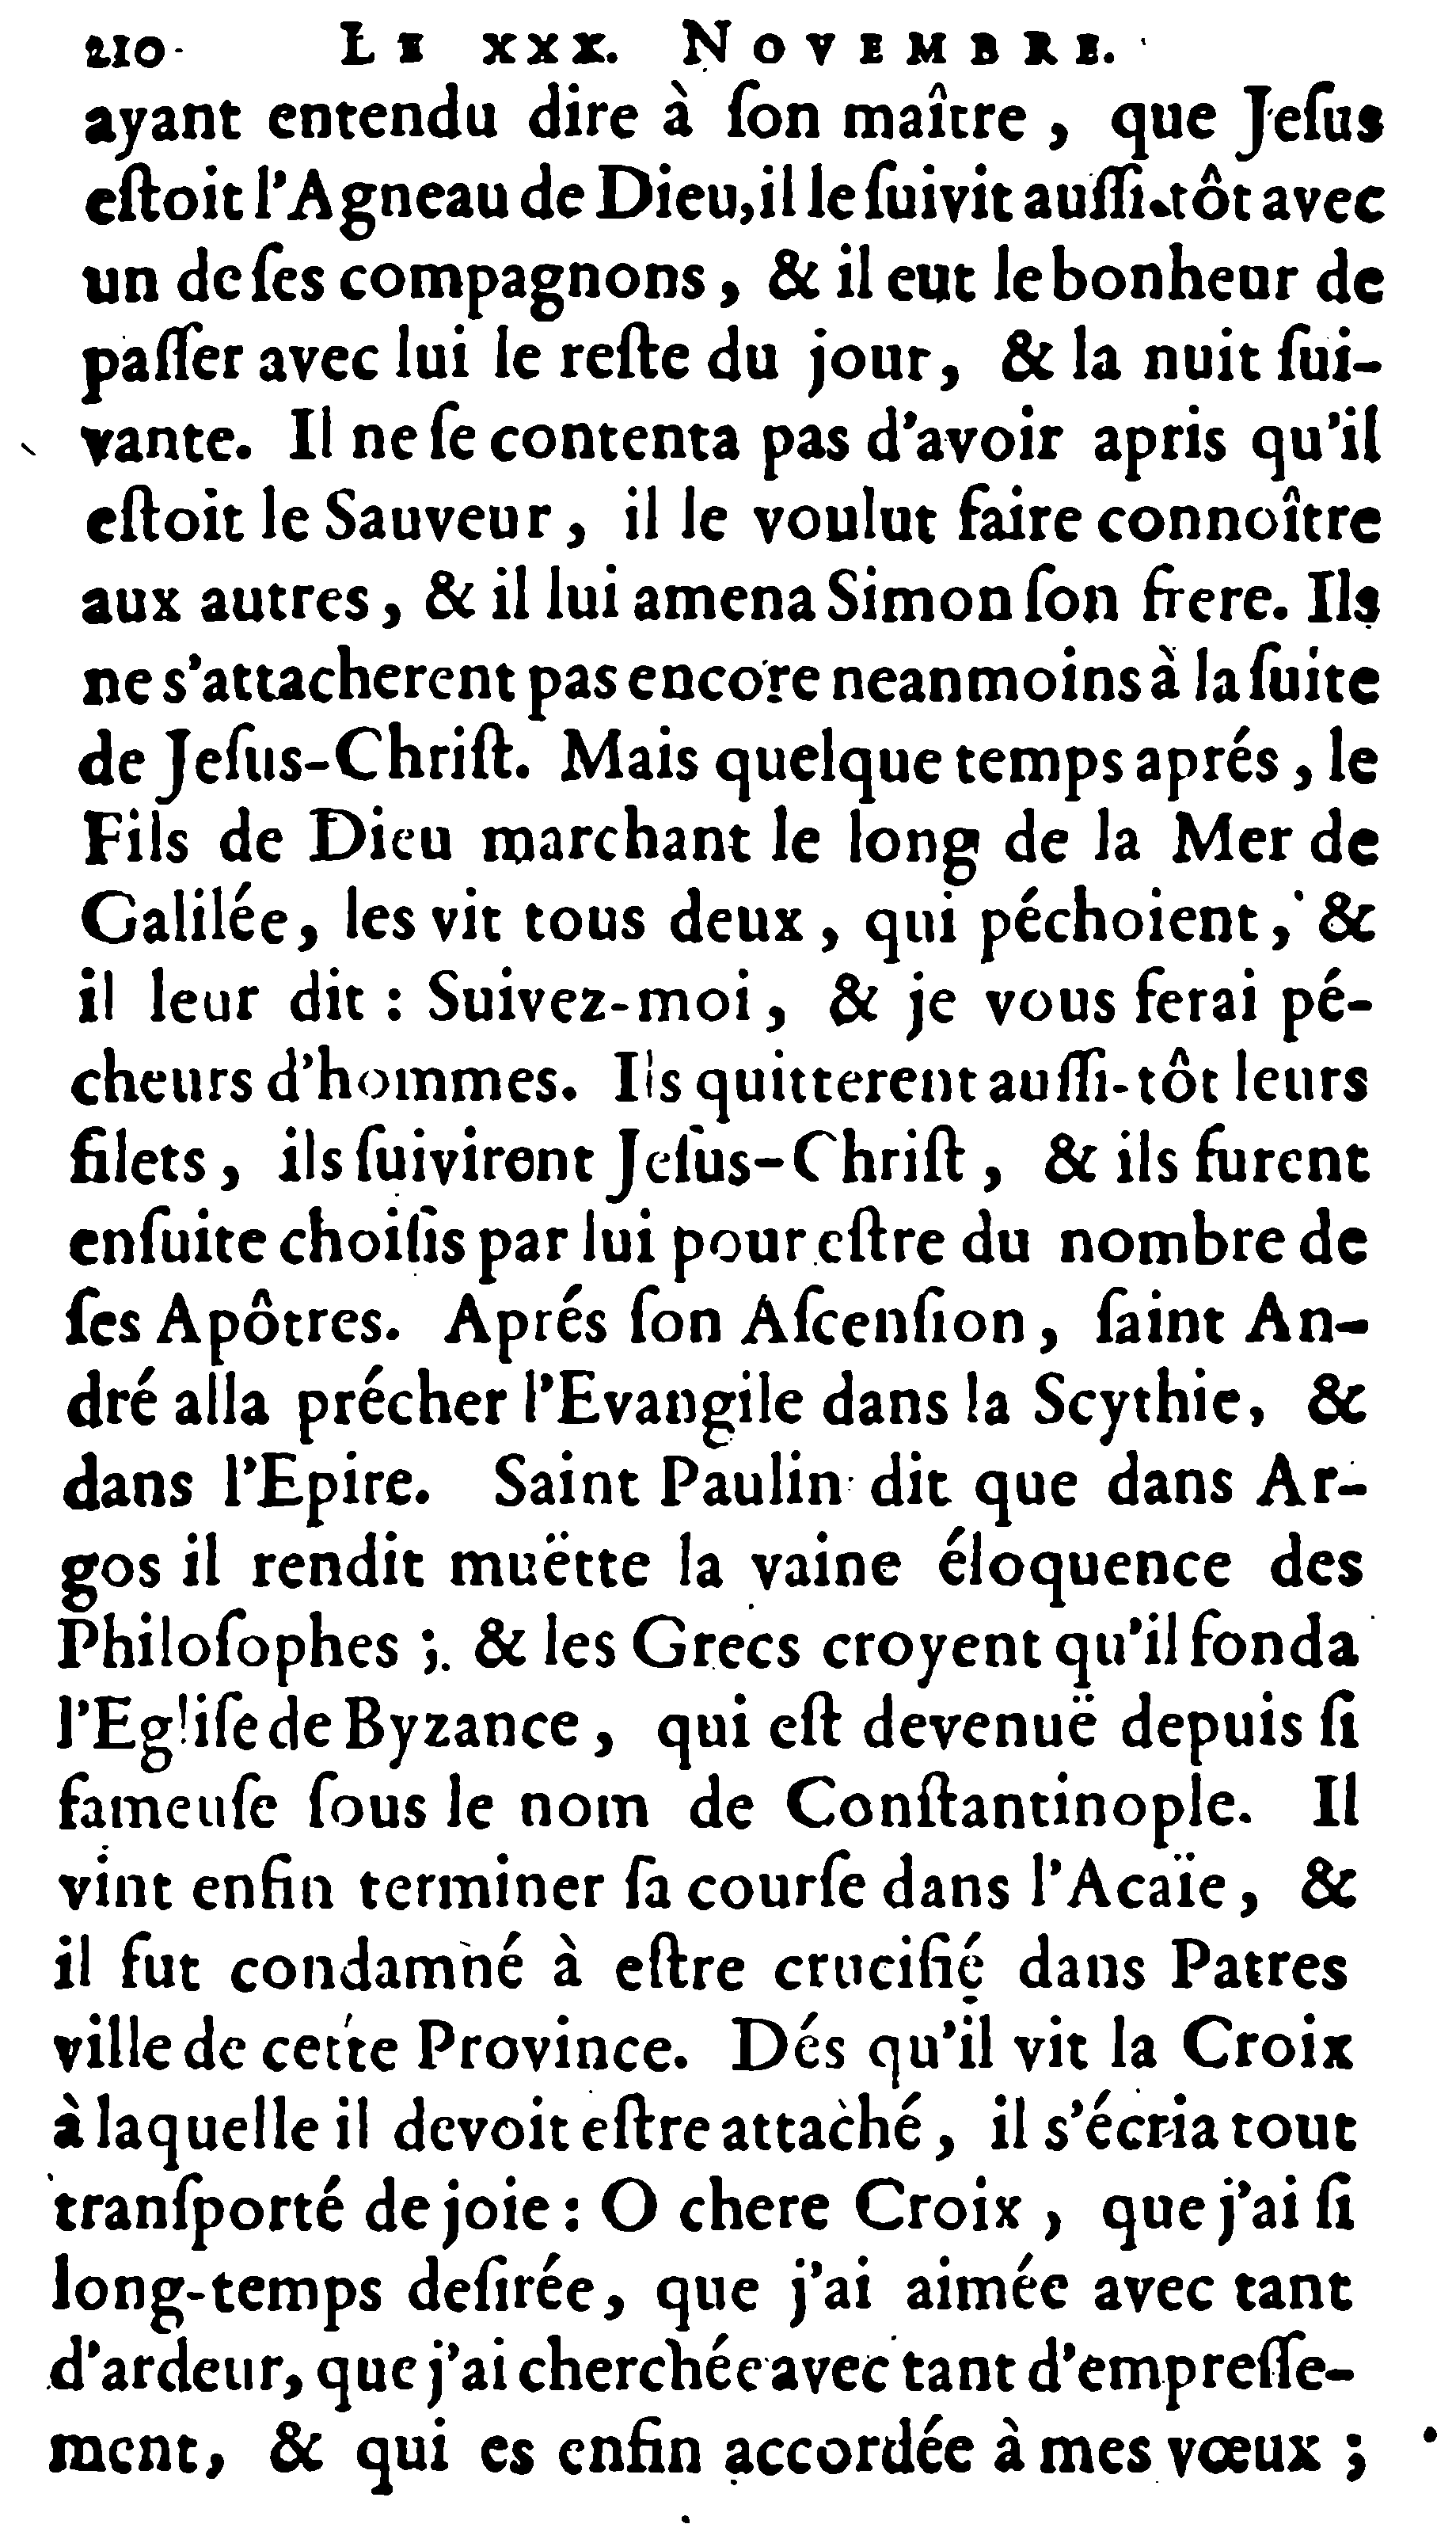 210 LE XXX. NOVEMBRE.
ayant entendu dire à ſon maître, que Jeſus
eſtoit l'Agneau de Dieu, il le ſuivit auſſi-tôt avec
un de ſes compagnons, & il eut le bonheur de
paſſer avec lui le reſte du jour, & la nuit ſui-
vante. Il ne ſe contenta pas d'avoir apris qu'il
eſtoit le Sauveur, il le voulut faire connoître
aux autres, & il lui amena Simon ſon frere. Ils
ne s'attacherent pas encore neanmoins à la ſuite
de Jeſus-Chriſt. Mais quelque temps aprés, le
Fils de Dieu marchant le long de la Mer de
Galilée, les vit tous deux, qui péchoient, &
il leur dit : Suivez-moi, & je vous ferai pé-
cheurs d'hommes. Ils quitterent auſſi-tôt leurs
filets, ils ſuivirent Jeſus-Chriſt, & ils furent
enſuite choiſis par lui pour eſtre du nombre de
ſes Apôtres. Aprés ſon Aſcenſion, ſaint An-
dré alla précher l'Evangile dans la Scythie, &
dans l'Epire. Saint Paulin dit que dans Ar-
gos il rendit muëtte la vaine éloquence des
Philoſophes ; & les Grecs croyent qu'il fonda
l'Egliſe de Byzance, qui eſt devenuë depuis ſi
fameuſe ſous le nom de Conſtantinople. Il
vint enfin terminer ſa courſe dans l'Acaïe, &
il fut condamné à eſtre crucifié dans Patres
ville de cette Province. Dés qu'il vit la Croix
à laquelle il devoit eſtre attaché, il s'écria tout
tranſporté de joie : O chere Croix, que j'ai ſi
long-temps deſirée, que j'ai aimée avec tant
d'ardeur, que j'ai cherchée avec tant d'empreſſe-
ment, & qui es enfin accordée à mes vœux ;